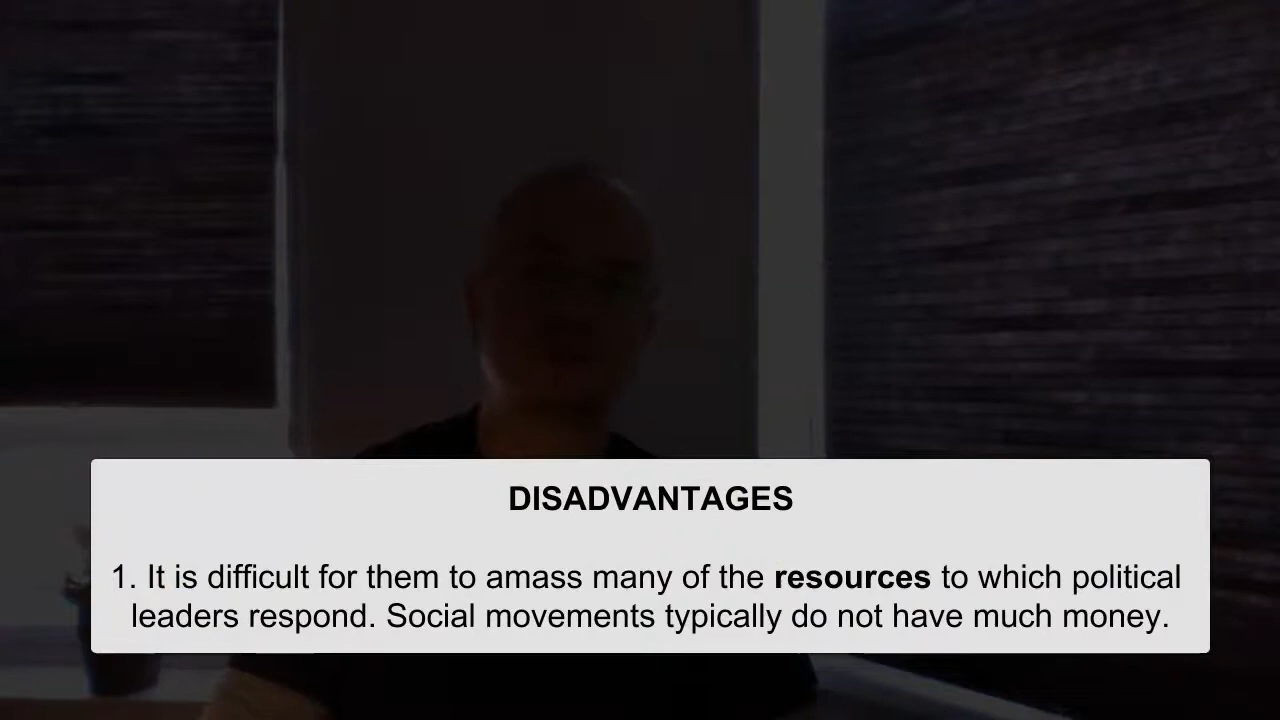 DISADVANTAGES
1. It is difficult for them to amass many of the resources to which political
leaders respond. Social movements typically do not have much money.